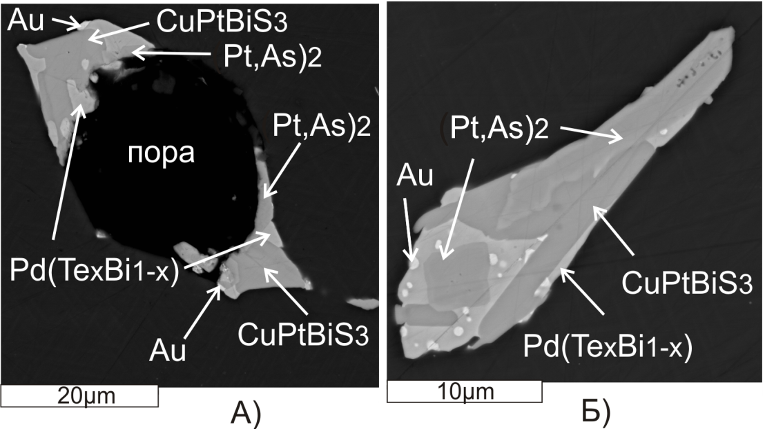 Au
CuPtBiS3
Pt,As)2
Pt,As)2
пора
Pd(TexBi1-x)
Au
CuPtBiS3
20µm
А)
(Pt,As)2
Au
CuPtBiS3
Pd(TexBi1-x)
10µm
Б)